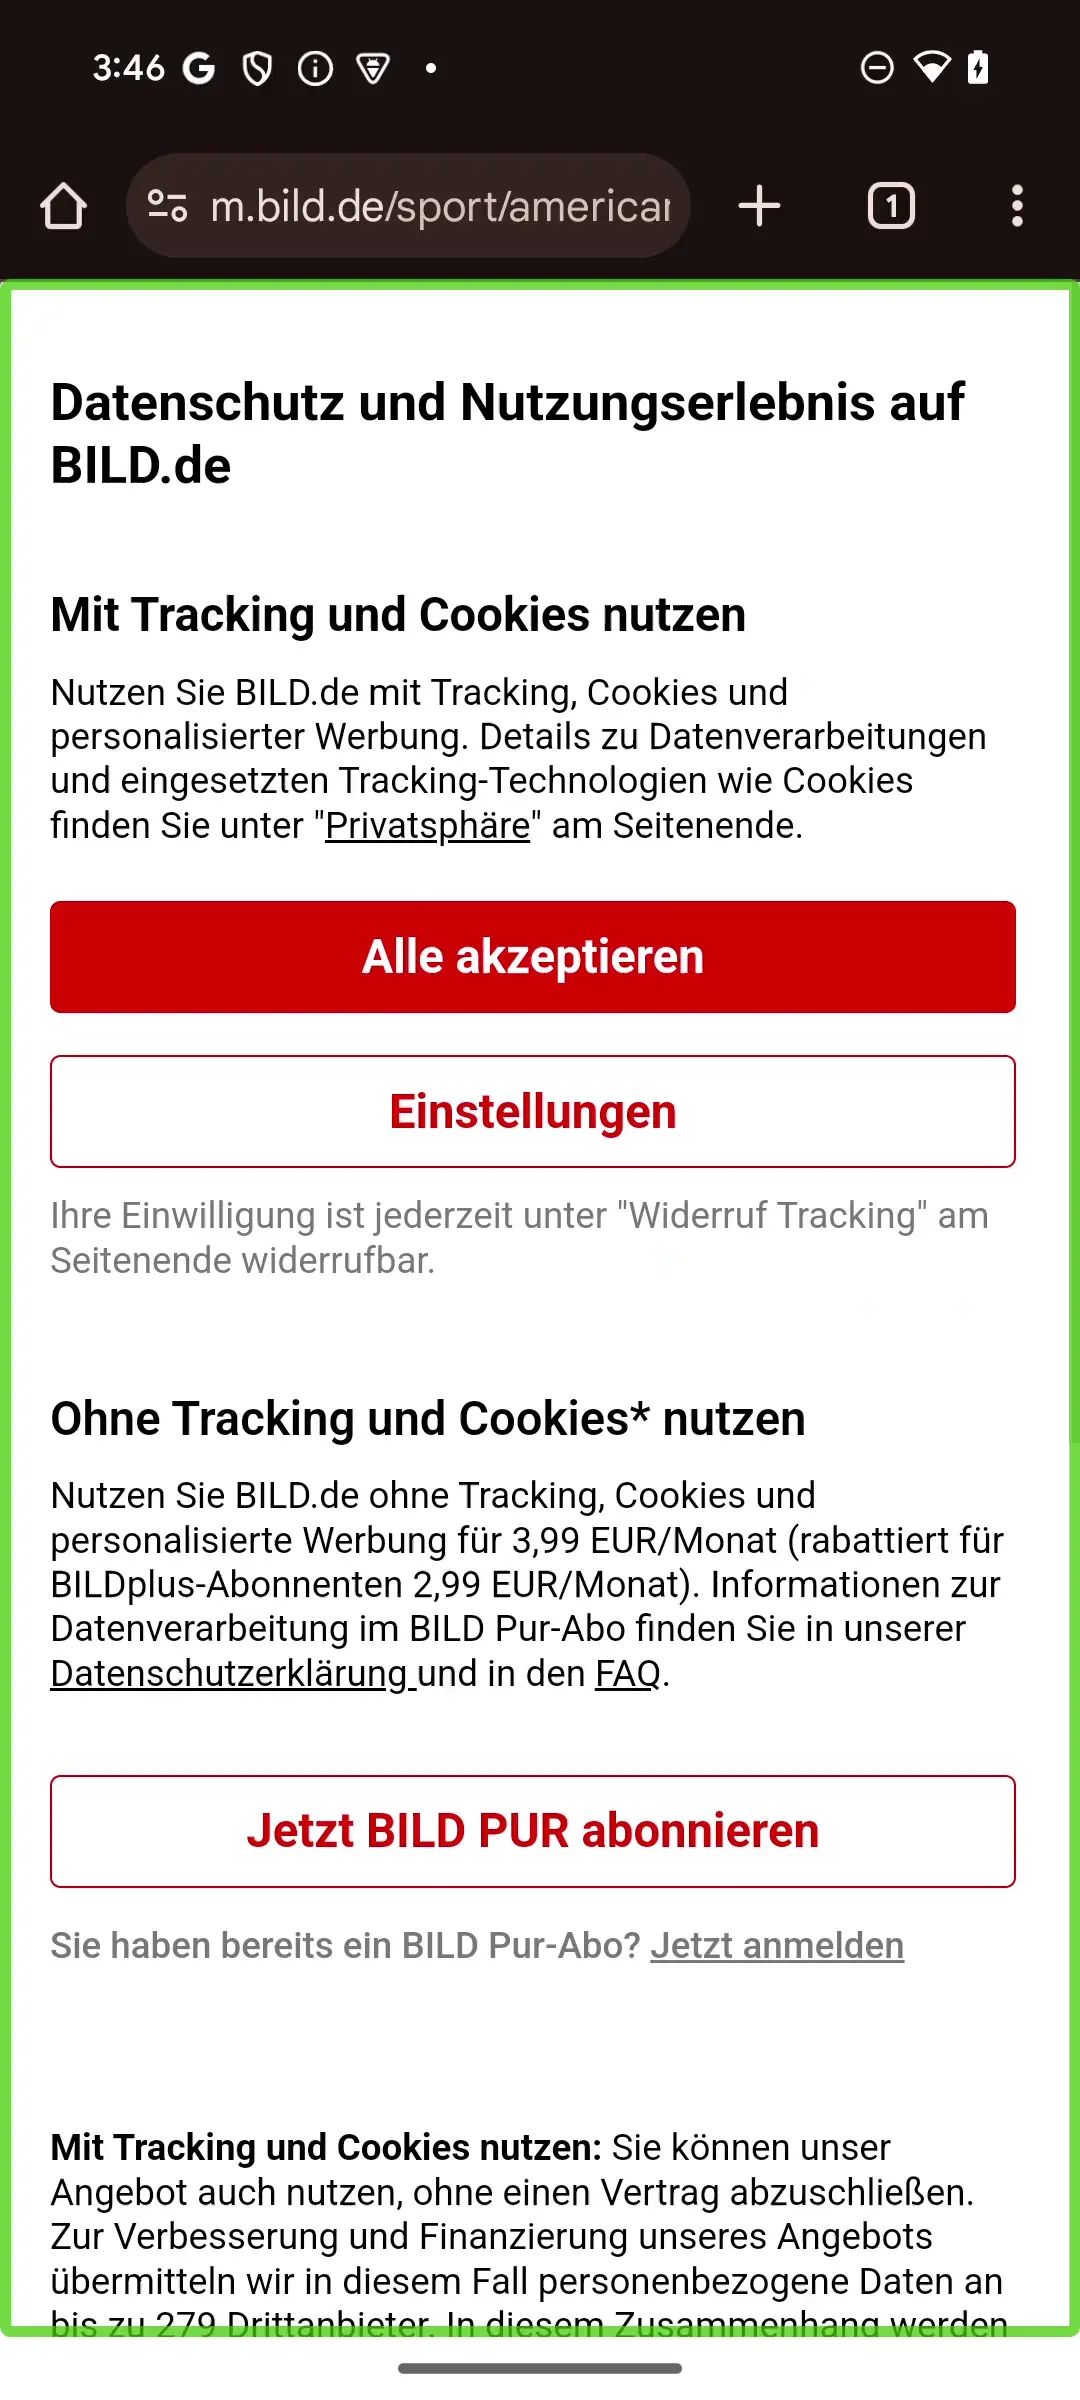 3:46
m.bild.de/sport/american
1
Datenschutz und Nutzungserlebnis auf
BILD.de
Mit Tracking und Cookies nutzen
Nutzen Sie BILD.de mit Tracking, Cookies und
personalisierter Werbung. Details zu Datenverarbeitungen
und eingesetzten Tracking-Technologien wie Cookies
finden Sie unter "Privatsphäre" am Seitenende.
Alle akzeptieren
Einstellungen
Ihre Einwilligung ist jederzeit unter "Widerruf Tracking" am
Seitenende widerrufbar.
Ohne Tracking und Cookies* nutzen
Nutzen Sie BILD.de ohne Tracking, Cookies und
personalisierte Werbung für 3,99 EUR/Monat (rabattiert für
BILDplus-Abonnenten 2,99 EUR/Monat). Informationen zur
Datenverarbeitung im BILD Pur-Abo finden Sie in unserer
Datenschutzerklärung und in den FAQ.
Jetzt BILD PUR abonnieren
Sie haben bereits ein BILD Pur-Abo? Jetzt anmelden
Mit Tracking und Cookies nutzen: Sie können unser
Angebot auch nutzen, ohne einen Vertrag abzuschließen.
Zur Verbesserung und Finanzierung unseres Angebots
übermitteln wir in diesem Fall personenbezogene Daten an
bis zu 279 Drittanbieter. In diesem Zusammenhang werden